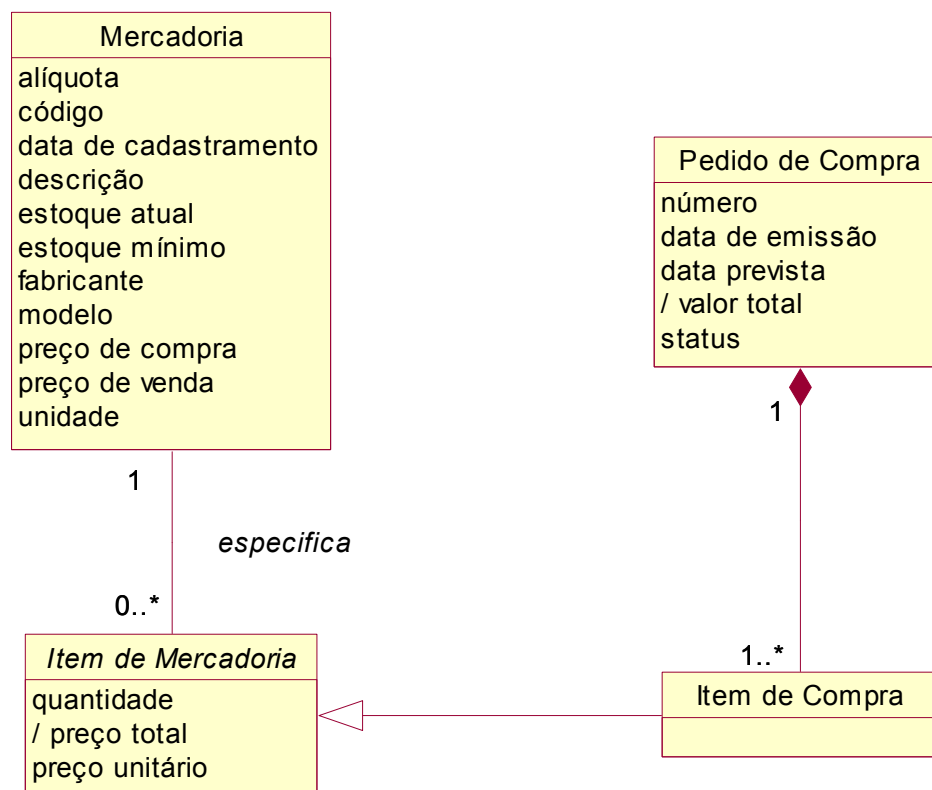 Mercadoria
alíquota
código
data de cadastramento
descrição
estoque atual
estoque mínimo
fabricante
modelo
preço de compra
preço de venda
unidade
1
especifica
0..*
Item de Mercadoria
quantidade
/ preço total
preço unitário
Pedido de Compra
número
data de emissão
data prevista
/ valor total
status
1
1..*
Item de Compra